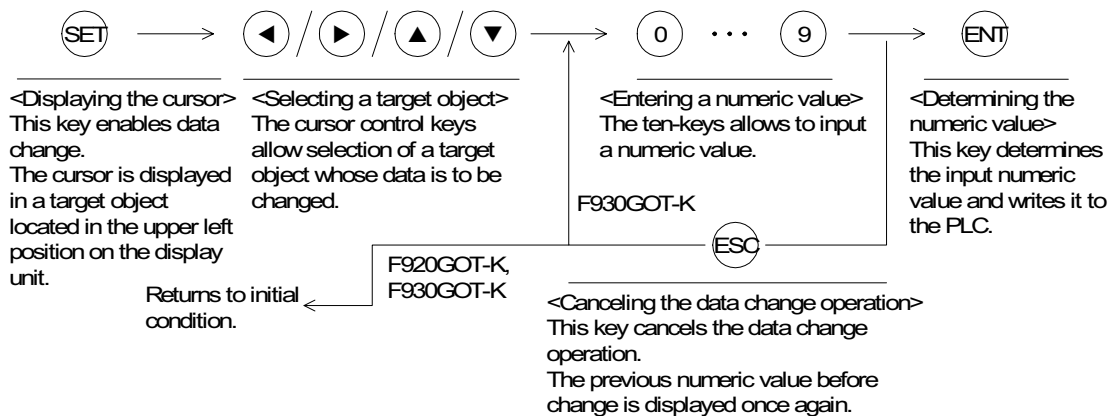 SET
0 ... 9
ENT
<Displaying the cursor>
This key enables data
change.
The cursor is displayed
in a target object
located in the upper left
position on the display
unit.
<Selecting a target object>
The cursor control keys
allow selection of a target
object whose data is to be
changed.
<Entering a numeric value>
The ten-keys allows to input
a numeric value.
<Determining the
numeric value>
This key determines
the input numeric
value and writes it to
the PLC.
F930GOT-K
ESC
F920GOT-K,
F930GOT-K
Returns to initial
condition.
<Canceling the data change operation>
This key cancels the data change
operation.
The previous numeric value before
change is displayed once again.